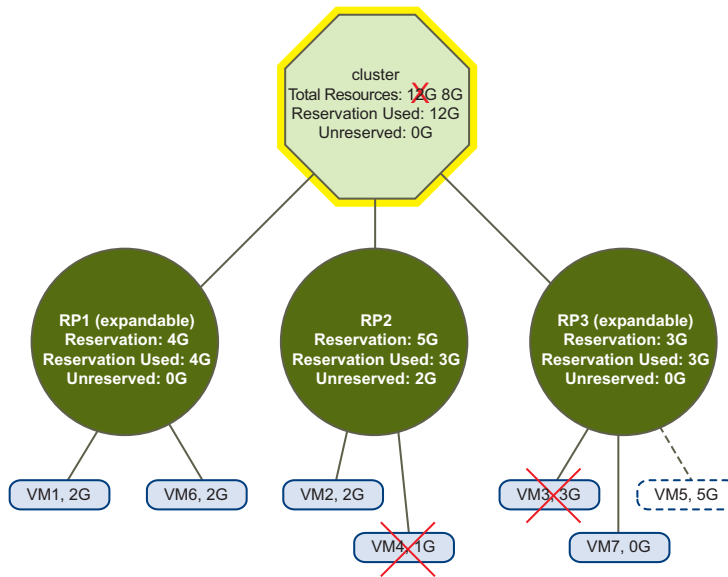 cluster
Total Resources: 12G 8G
Reservation Used: 12G
Unreserved: 0G
RP1 (expandable)
Reservation: 4G
Reservation Used: 4G
Unreserved: 0G
RP2
Reservation: 5G
Reservation Used: 3G
Unreserved: 2G
RP3 (expandable)
Reservation: 3G
Reservation Used: 3G
Unreserved: 0G
VM1, 2G
VM6, 2G
VM2, 2G
VM4, 1G
VM3, 3G
VM7, 0G
VM5, 5G